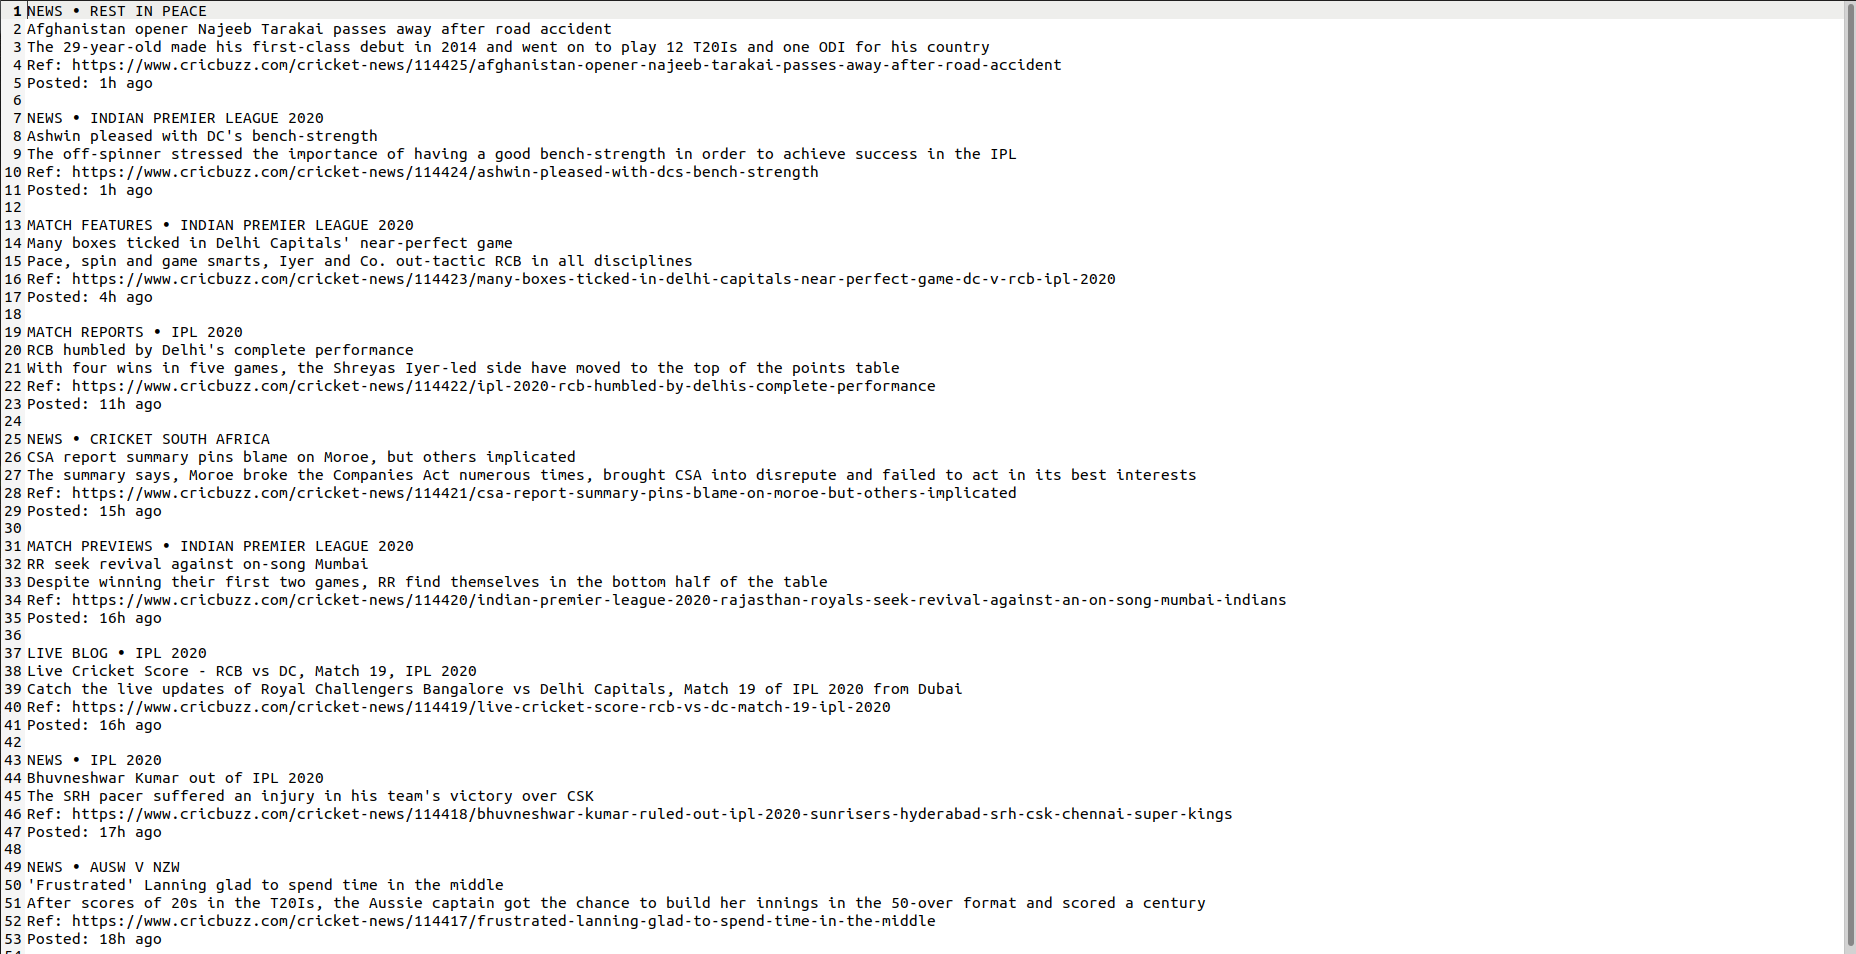 1 NEWS • REST IN PEACE
2 Afghanistan opener Najeeb Tarakai passes away after road accident
3 The 29-year-old made his first-class debut in 2014 and went on to play 12 T20Is and one ODI for his country
4 Ref: https://www.cricbuzz.com/cricket-news/114425/afghanistan-opener-najeeb-tarakai-passes-away-after-road-accident
5 Posted: 1h ago
6
7 NEWS • INDIAN PREMIER LEAGUE 2020
8 Ashwin pleased with DC's bench-strength
9 The off-spinner stressed the importance of having a good bench-strength in order to achieve success in the IPL
10 Ref: https://www.cricbuzz.com/cricket-news/114424/ashwin-pleased-with-dcs-bench-strength
11 Posted: 1h ago
12
13 MATCH FEATURES • INDIAN PREMIER LEAGUE 2020
14 Many boxes ticked in Delhi Capitals' near-perfect game
15 Pace, spin and game smarts, Iyer and Co. out-tactic RCB in all disciplines
16 Ref: https://www.cricbuzz.com/cricket-news/114423/many-boxes-ticked-in-delhi-capitals-near-perfect-game-dc-v-rcb-ipl-2020
17 Posted: 4h ago
18
19 MATCH REPORTS • IPL 2020
20 RCB humbled by Delhi's complete performance
21 With four wins in five games, the Shreyas Iyer-led side have moved to the top of the points table
22 Ref: https://www.cricbuzz.com/cricket-news/114422/ipl-2020-rcb-humbled-by-delhis-complete-performance
23 Posted: 11h ago
24
25 NEWS • CRICKET SOUTH AFRICA
26 CSA report summary pins blame on Moroe, but others implicated
27 The summary says, Moroe broke the Companies Act numerous times, brought CSA into disrepute and failed to act in its best interests
28 Ref: https://www.cricbuzz.com/cricket-news/114421/csa-report-summary-pins-blame-on-moroe-but-others-implicated
29 Posted: 15h ago
30
31 MATCH PREVIEWS • INDIAN PREMIER LEAGUE 2020
32 RR seek revival against on-song Mumbai
33 Despite winning their first two games, RR find themselves in the bottom half of the table
34 Ref: https://www.cricbuzz.com/cricket-news/114420/indian-premier-league-2020-rajasthan-royals-seek-revival-against-an-on-song-mumbai-indians
35 Posted: 16h ago
36
37 LIVE BLOG • IPL 2020
38 Live Cricket Score - RCB vs DC, Match 19, IPL 2020
39 Catch the live updates of Royal Challengers Bangalore vs Delhi Capitals, Match 19 of IPL 2020 from Dubai
40 Ref: https://www.cricbuzz.com/cricket-news/114419/live-cricket-score-rcb-vs-dc-match-19-ipl-2020
41 Posted: 16h ago
42
43 NEWS • IPL 2020
44 Bhuvneshwar Kumar out of IPL 2020
45 The SRH pacer suffered an injury in his team's victory over CSK
46 Ref: https://www.cricbuzz.com/cricket-news/114418/bhuvneshwar-kumar-ruled-out-ipl-2020-sunrisers-hyderabad-srh-csk-chennai-super-kings
47 Posted: 17h ago
48
49 NEWS • AUSW V NZW
50 'Frustrated' Lanning glad to spend time in the middle
51 After scores of 20s in the T20Is, the Aussie captain got the chance to build her innings in the 50-over format and scored a century
52 Ref: https://www.cricbuzz.com/cricket-news/114417/frustrated-lanning-glad-to-spend-time-in-the-middle
53 Posted: 18h ago